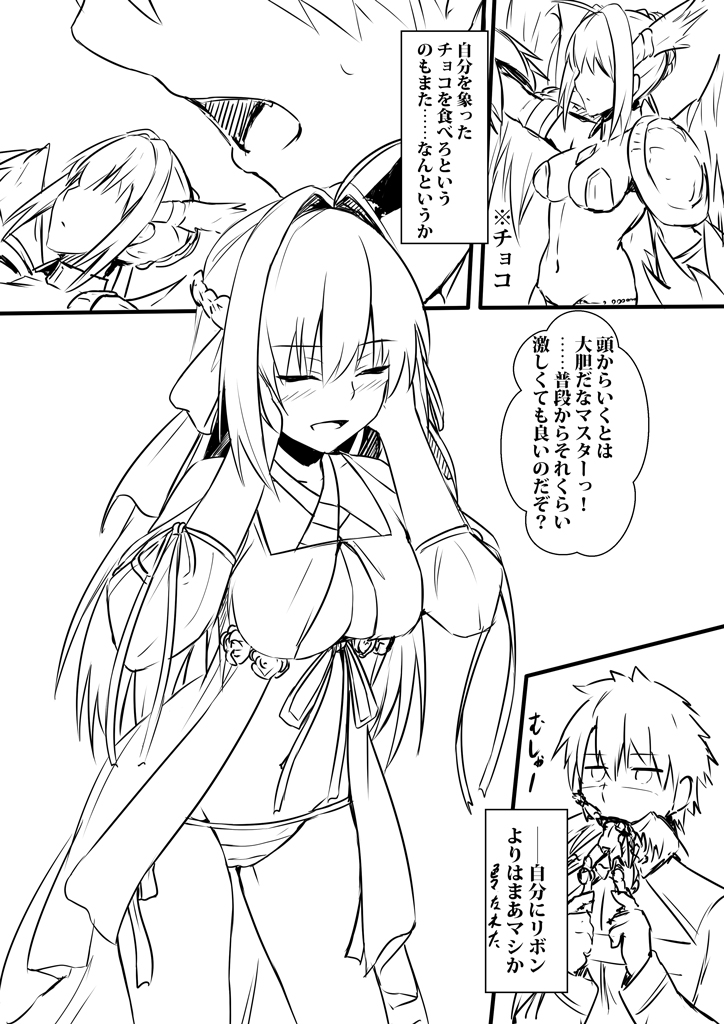 ※チョコ
自分を象った
チョコを食べろという
のもまた……なんというか
頭からいくとは
大胆だなマスターっ！
……普段からそれくらい
激しくても良いのだぞ？
むしゃー
──自分にリボン
よりはまあマシか